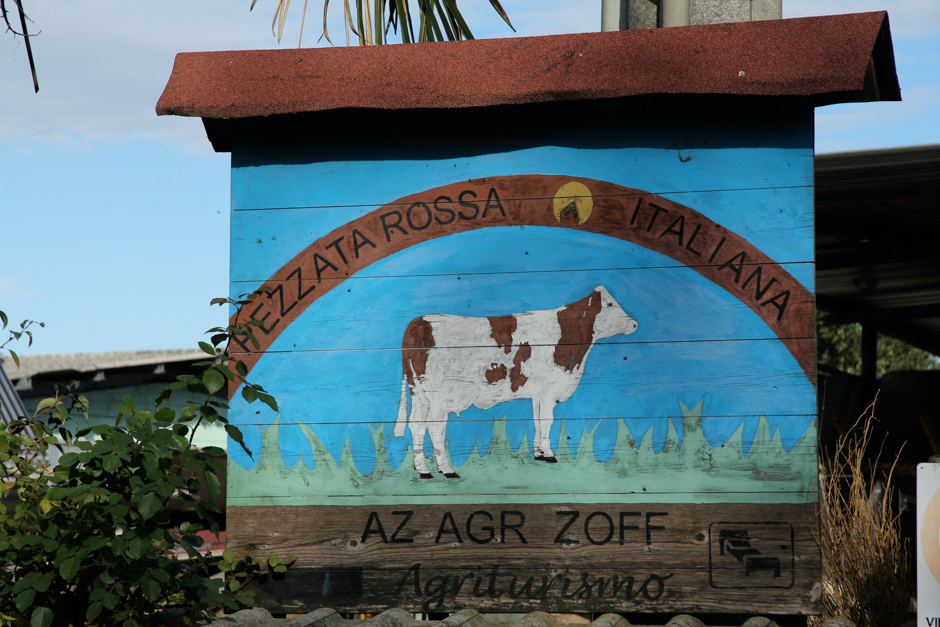 PEZZATA ROSSA ITALIANA
AZ AGR ZOFF
Agriturismo